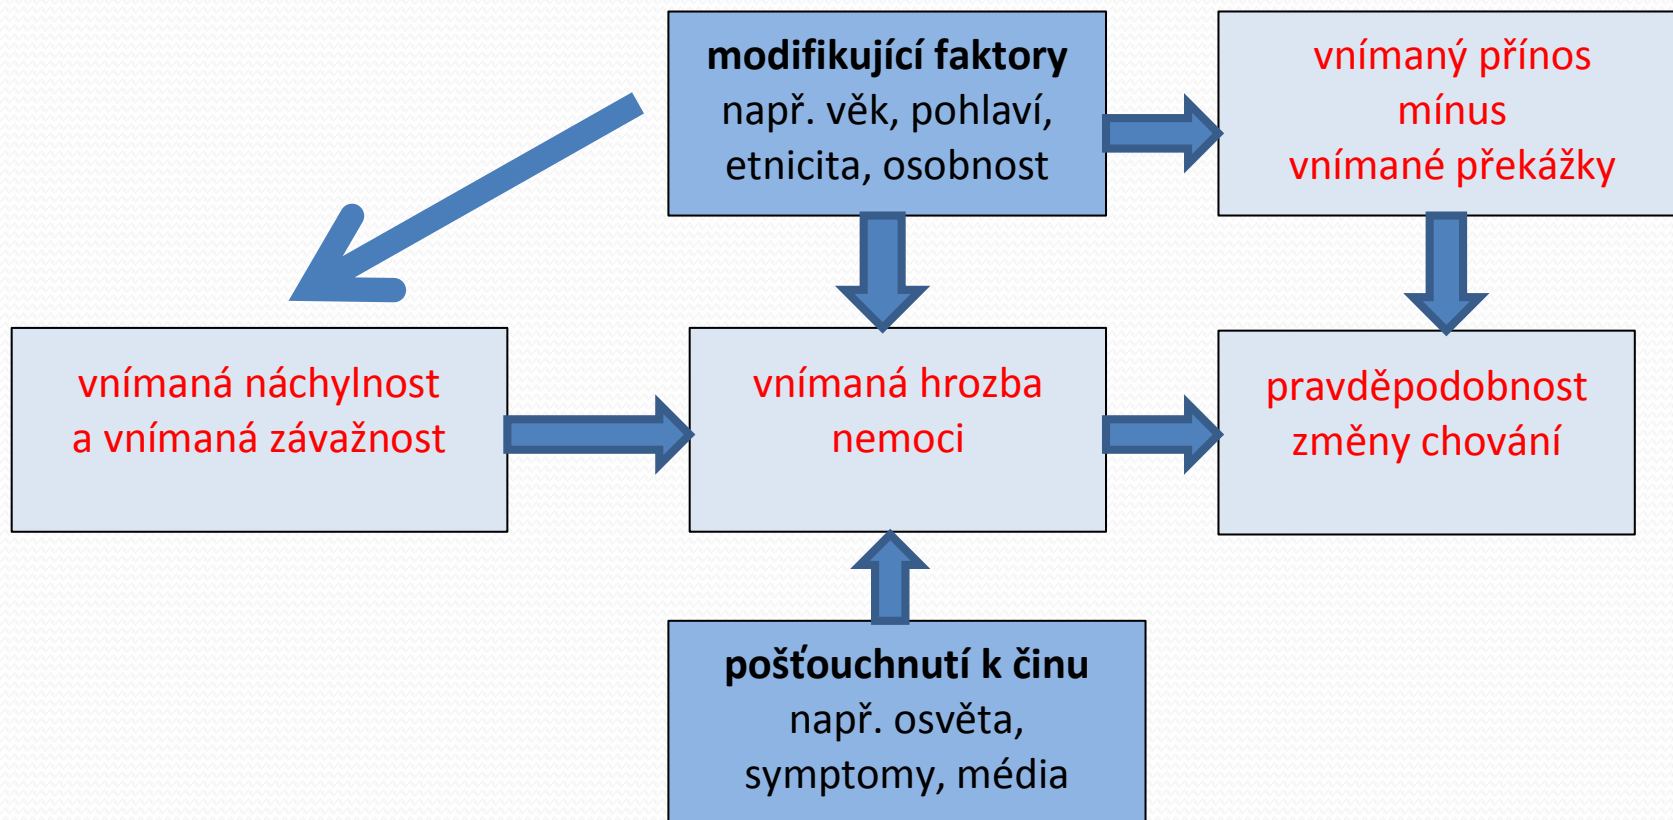 modifikující faktory
např. věk, pohlaví,
etnicita, osobnost
vnímaný přínos
mínus
vnímané překážky
vnímaná náchylnost
a vnímaná závažnost
vnímaná hrozba
nemoci
pravděpodobnost
změny chování
pošťouchnutí k činu
např. osvěta,
symptomy, média